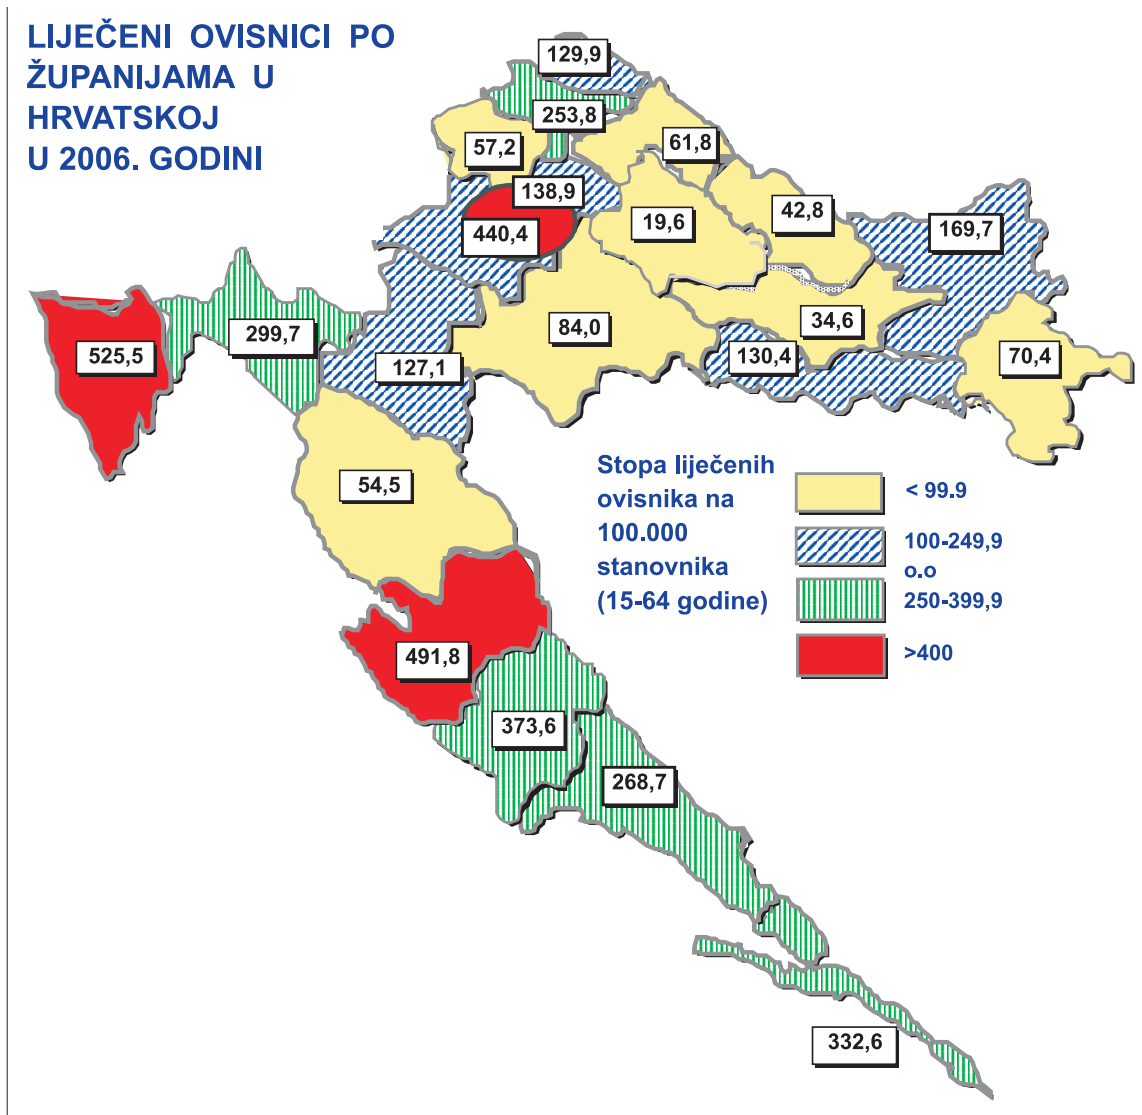 LIJEČENI OVISNICI PO
ŽUPANIJAMA U
HRVATSKOJ
U 2006. GODINI
129,9
253,8
57,2
61,8
138,9
19,6
42,8
440,4
169,7
299,7
84,0
34,6
525,5
127,1
130,4
70,4
54,5
Stopa liječenih
ovisnika na
100.000
stanovnika
(15-64 godine)
< 99.9
100-249,9
o.o
250-399,9
>400
491,8
373,6
268,7
332,6